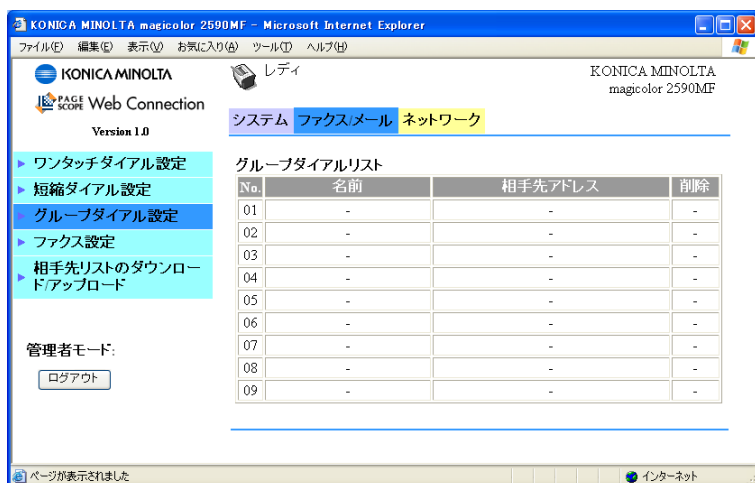 KONICA MINOLTA magicolor 2590MF - Microsoft Internet Explorer
ファイル(F) 編集(E) 表示(V) お気に入り(A) ツール(T) ヘルプ(H)
KONICA MINOLTA
PAGE SCOPE Web Connection
Version 1.0
レディ
KONICA MINOLTA
magicolor 2590MF
システム ファクス/メール ネットワーク
ワンタッチダイアル設定
短縮ダイアル設定
グループダイアル設定
ファクス設定
相手先リストのダウンロー
ド/アップロード
管理者モード:
ログアウト
グループダイアルリスト
No. 名前 相手先アドレス 削除
01 - - -
02 - - -
03 - - -
04 - - -
05 - - -
06 - - -
07 - - -
08 - - -
09 - - -
ページが表示されました インターネット